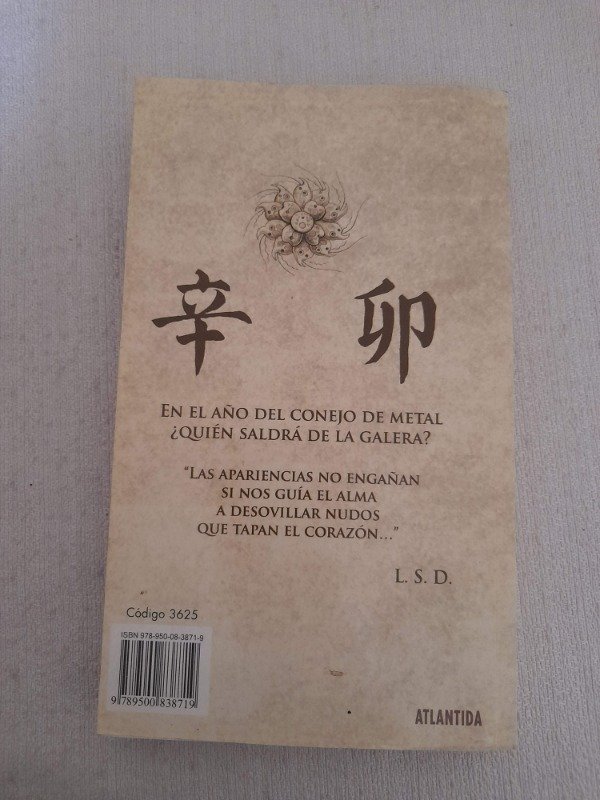 辛 卯
EN EL AÑO DEL CONEJO DE METAL
¿QUIÉN SALDRÁ DE LA GALERA?
“LAS APARIENCIAS NO ENGAÑAN
SI NOS GUÍA EL ALMA
A DESOVILLAR NUDOS
QUE TAPAN EL CORAZÓN...”
L. S. D.
Código 3625
ISBN 978-950-08-3871-9
9 789500 838719
ATLANTIDA